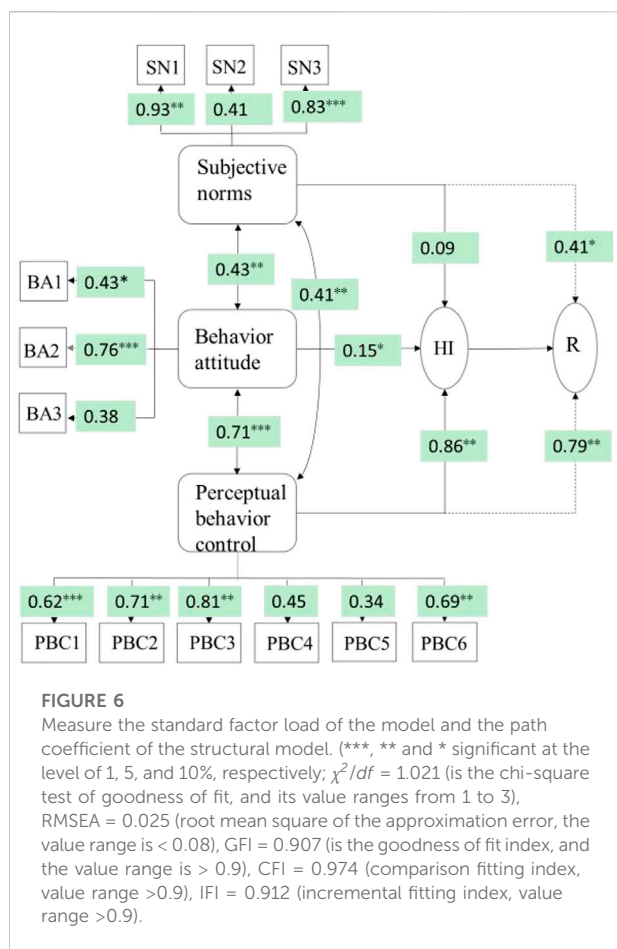 SN1 SN2 SN3
0.93** 0.41 0.83***
Subjective
norms
0.09 0.41*
0.43** 0.41**
BA1 0.43*
BA2 0.76***
BA3 0.38
Behavior
attitude
0.15* HI R
0.71***
0.86** 0.79**
Perceptual
behavior
control
0.62*** 0.71** 0.81** 0.45 0.34 0.69**
PBC1 PBC2 PBC3 PBC4 PBC5 PBC6
FIGURE 6
Measure the standard factor load of the model and the path
coefficient of the structural model. (***, ** and * significant at the
level of 1, 5, and 10%, respectively; χ²/df = 1.021 (is the chi-square
test of goodness of fit, and its value ranges from 1 to 3),
RMSEA = 0.025 (root mean square of the approximation error, the
value range is < 0.08), GFI = 0.907 (is the goodness of fit index, and
the value range is > 0.9), CFI = 0.974 (comparison fitting index,
value range >0.9), IFI = 0.912 (incremental fitting index, value
range >0.9).